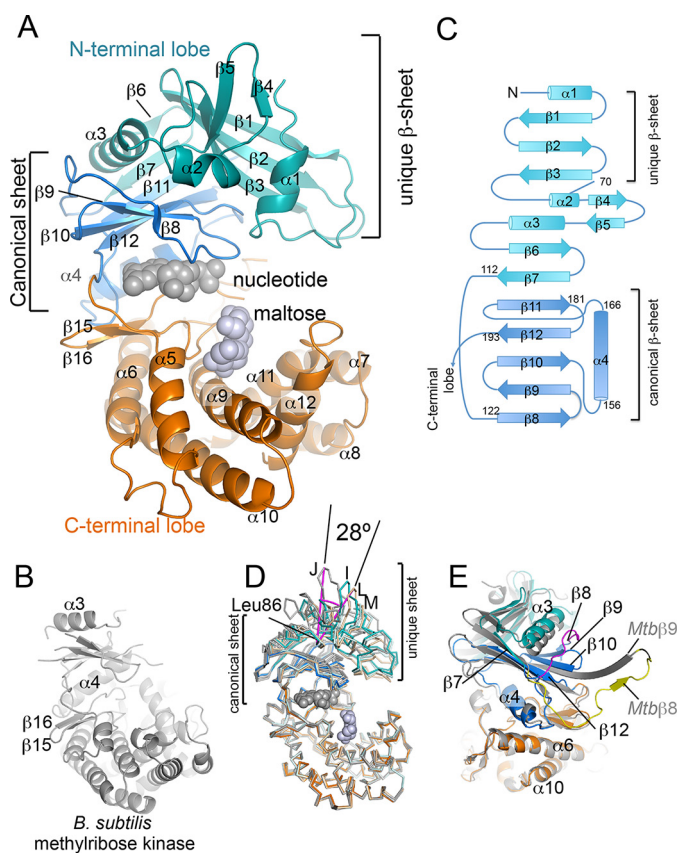 A
N-terminal lobe
β5
β4
β6
β1
α3
α2
β2
α1
β7
β3
β11
unique β-sheet
Canonical sheet
β9
β8
β10
β12
α4
nucleotide
maltose
β15
β16
α5
α7
α6
α11
α9
α12
α8
C-terminal lobe
α10
C
N
α1
β1
β2
unique β-sheet
β3
70
α2
β4
α3
β5
β6
112
β7
β11
181
166
193
β12
α4
canonical β-sheet
β10
C-terminal
lobe
β9
122
β8
156
B
α3
α4
β16
β15
B. subtilis
methylribose kinase
D
28º
J
I
L
M
Leu86
canonical sheet
unique sheet
E
β8
α3
β9
β10
Mtbβ9
β7
α4
Mtbβ8
β12
α6
α10